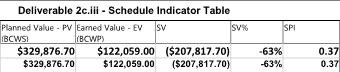 Deliverable 2c.iii - Schedule Indicator Table
Planned Value - PV (BCWS) Earned Value - EV (BCWP) SV SV% SPI
$329,876.70 $122,059.00 ($207,817.70) -63% 0.37
$329,876.70 $122,059.00 ($207,817.70) -63% 0.37